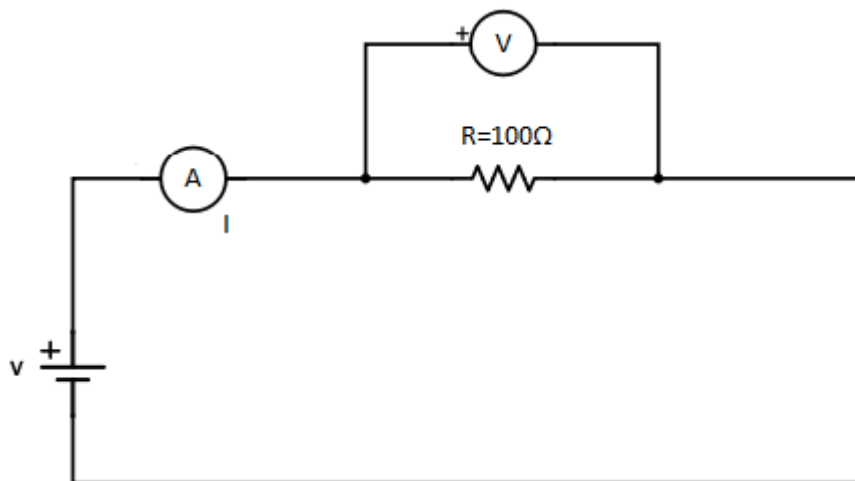 +
V
R=100Ω
A
I
+
v